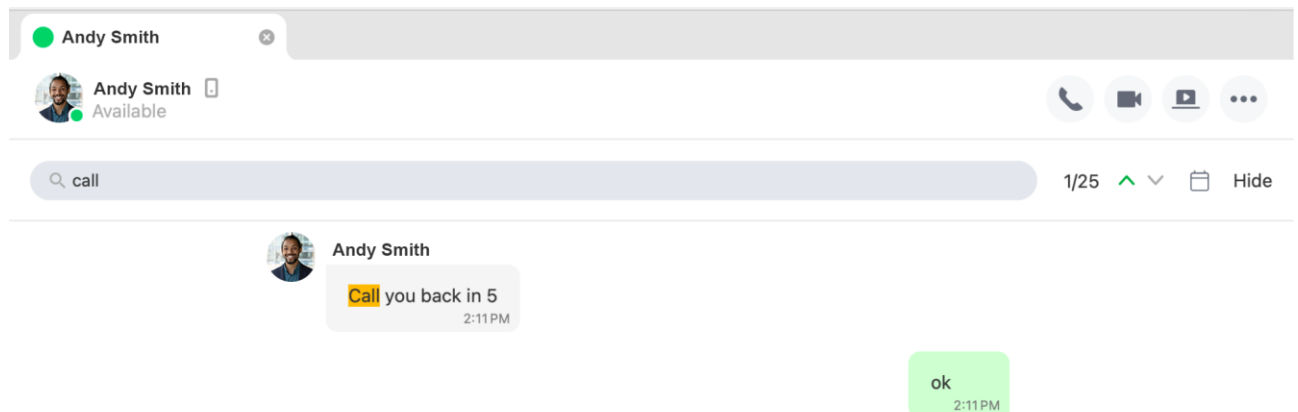 Andy Smith
Andy Smith
Available
call 1/25 Hide
Andy Smith
Call you back in 5
2:11 PM
ok
2:11 PM